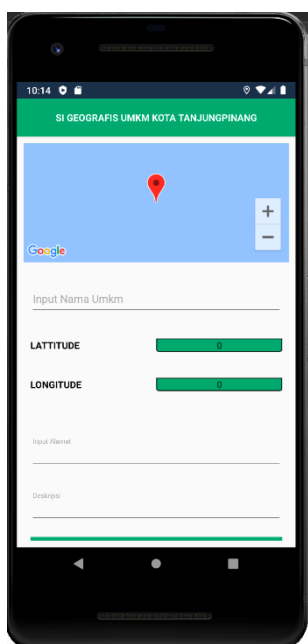 10:14
SI GEOGRAFIS UMKM KOTA TANJUNGPINANG
+
−
Google
Input Nama Umkm
LATTITUDE
0
LONGITUDE
0
Input Alamat
Deskripsi